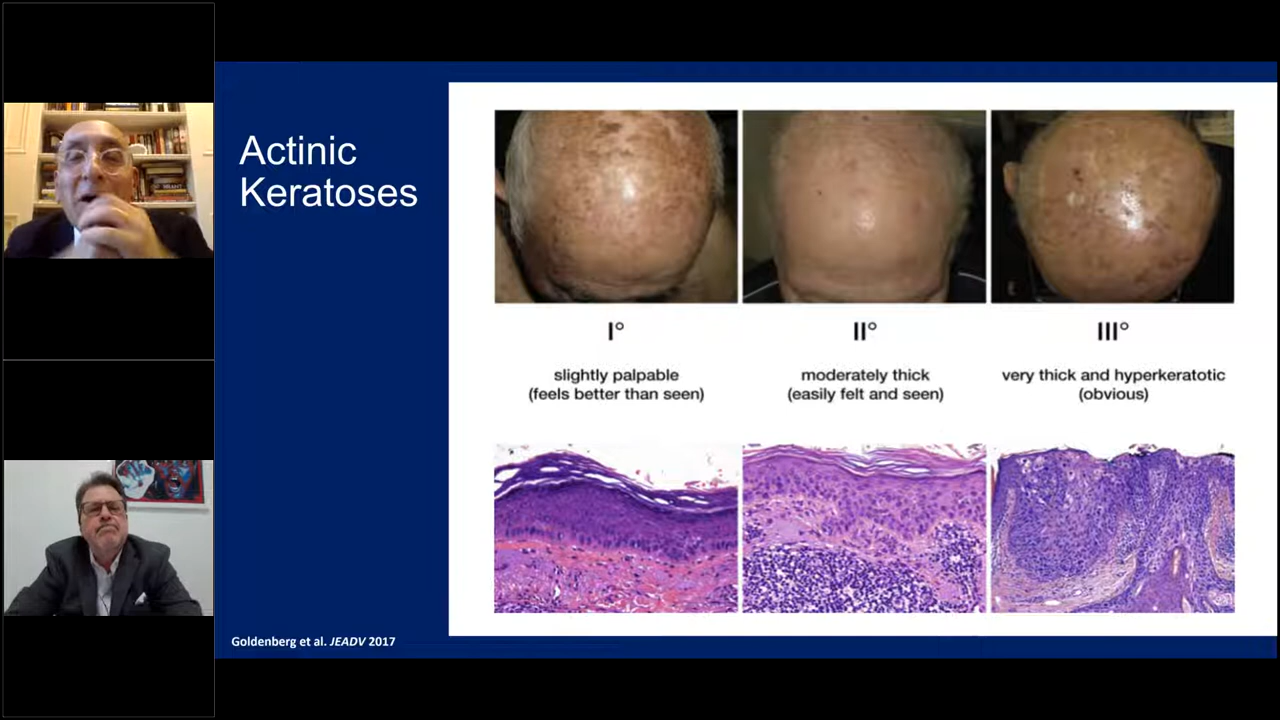 Actinic
Keratoses
I°
II°
III°
slightly palpable
(feels better than seen)
moderately thick
(easily felt and seen)
very thick and hyperkeratotic
(obvious)
Goldenberg et al. JEADV 2017